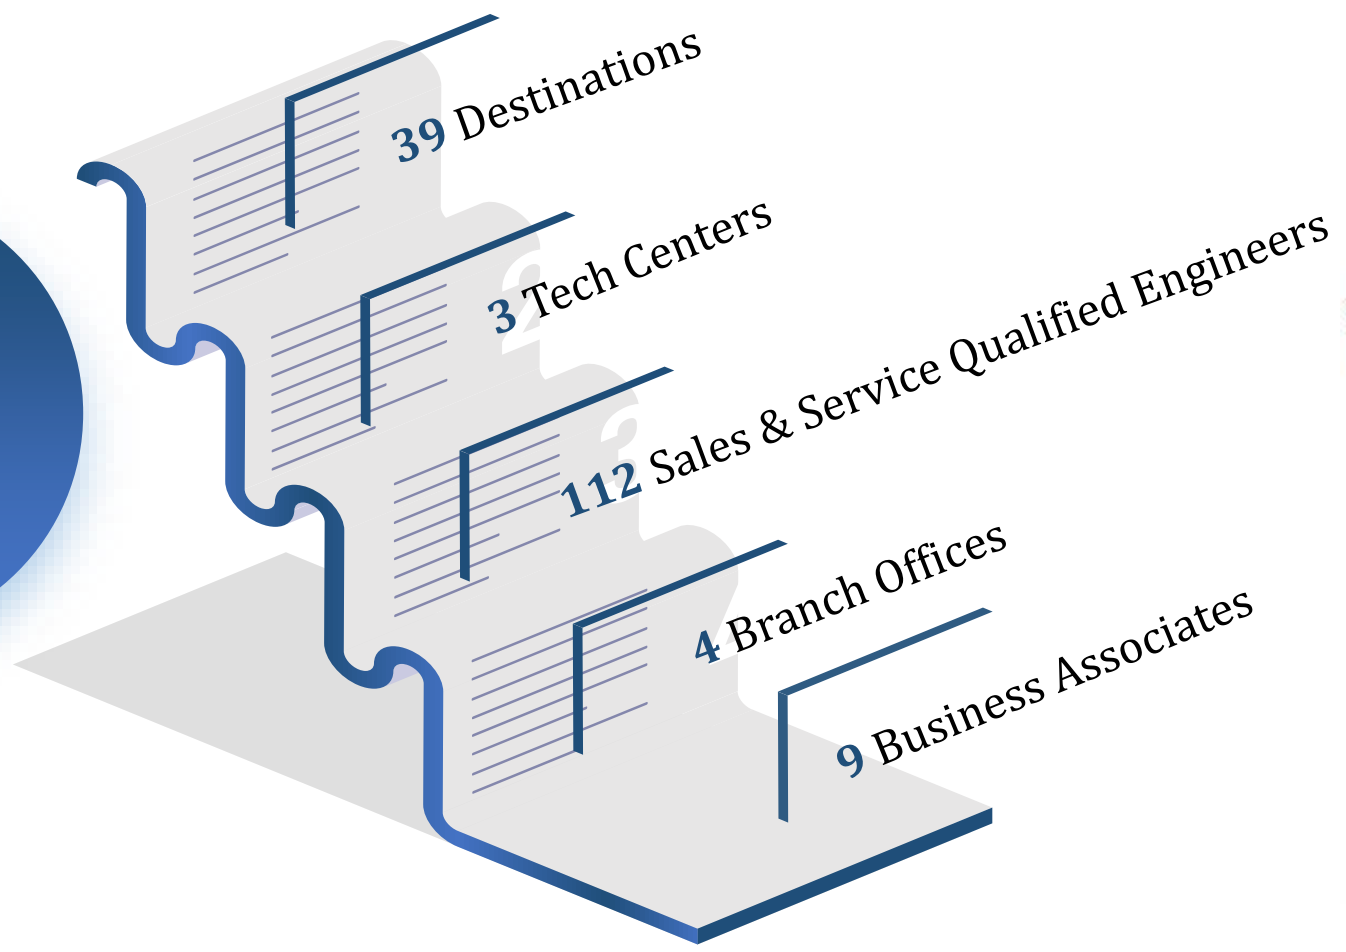 39 Destinations
3 Tech Centers
112 Sales & Service Qualified Engineers
4 Branch Offices
9 Business Associates